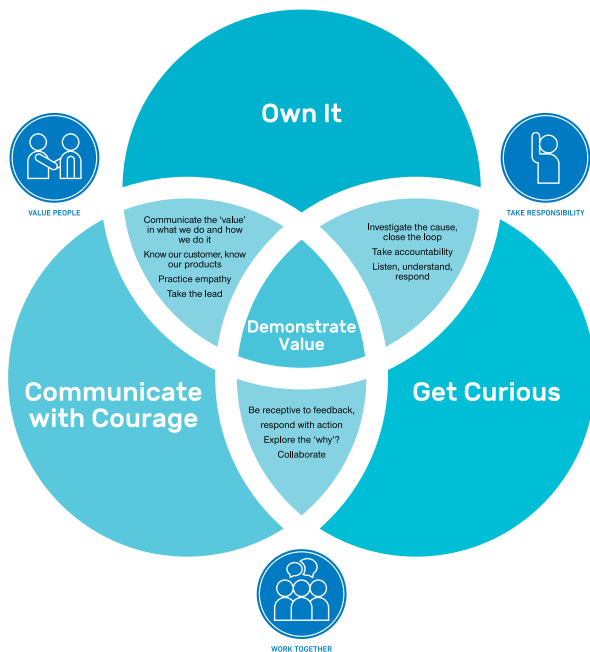 Own It
VALUE PEOPLE
TAKE RESPONSIBILITY
Communicate the ‘value’
in what we do and how
we do it
Know our customer, know
our products
Practice empathy
Take the lead
Investigate the cause,
close the loop
Take accountability
Listen, understand,
respond
Demonstrate
Value
Communicate
with Courage
Get Curious
Be receptive to feedback,
respond with action
Explore the ‘why’?
Collaborate
WORK TOGETHER